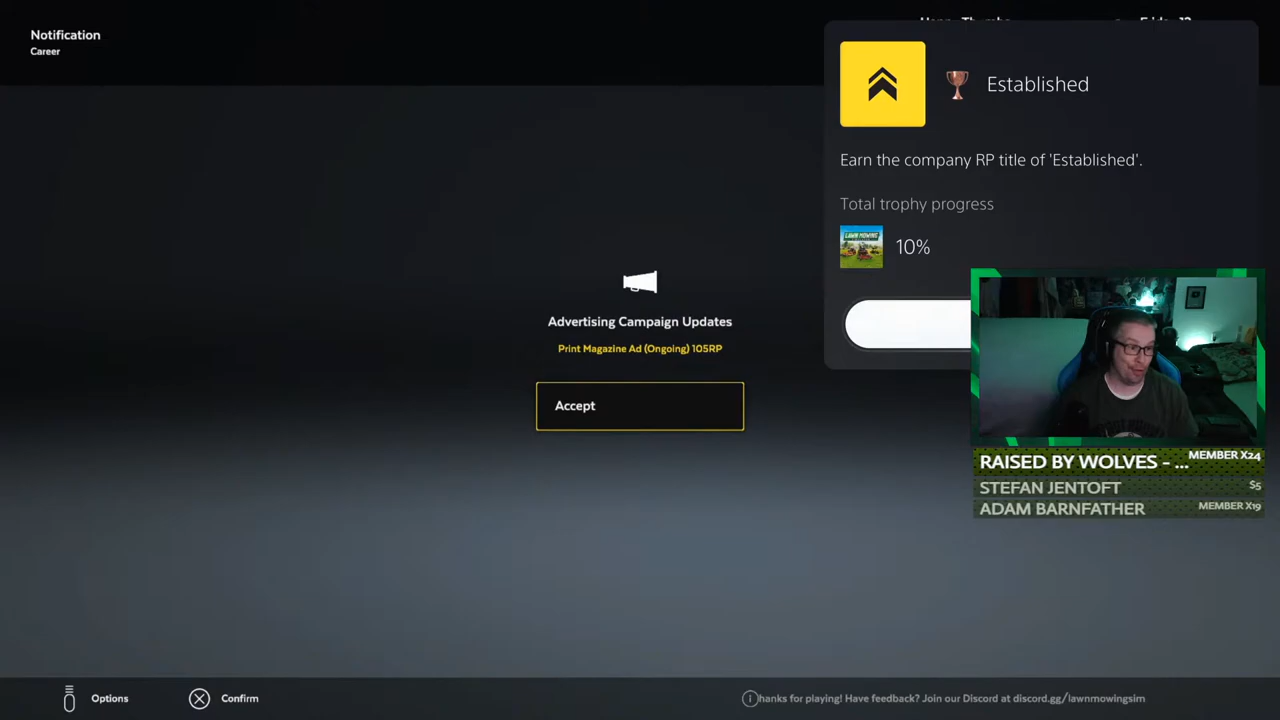 Notification
Career
Established
Earn the company RP title of 'Established'.
Total trophy progress
LAWN MOWING
10%
Advertising Campaign Updates
Print Magazine Ad (Ongoing) 105RP
Accept
RAISED BY WOLVES - ... MEMBER X24
STEFAN JENTOFT $5
ADAM BARNFATHER MEMBER X19
Options
Confirm
hanks for playing! Have feedback? Join our Discord at discord.gg/lawnmowingsim